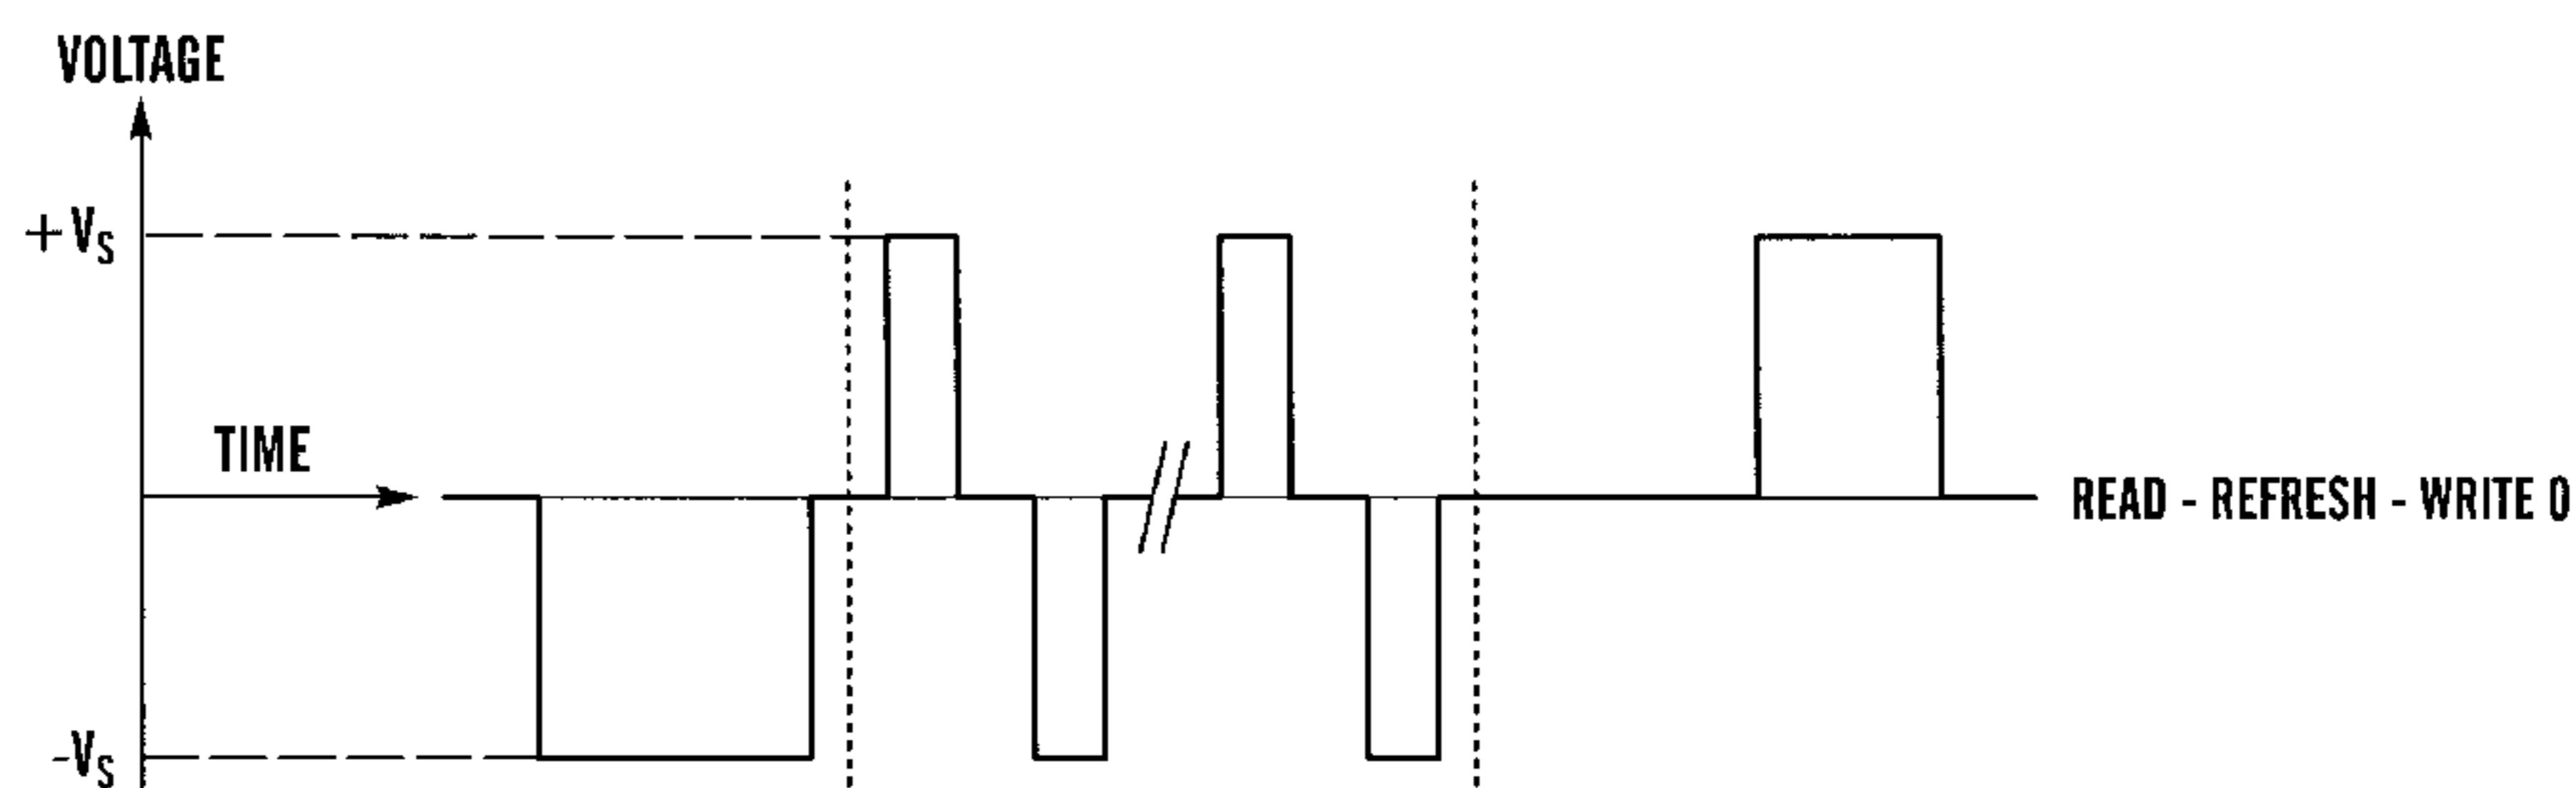 VOLTAGE
+VS
TIME
READ - REFRESH - WRITE 0
-VS